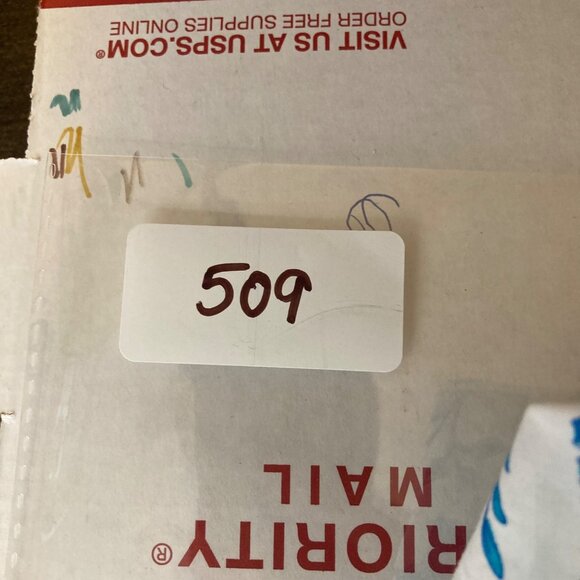 VISIT US AT USPS.COM®
ORDER FREE SUPPLIES ONLINE
509
MAIL
RIORITY®